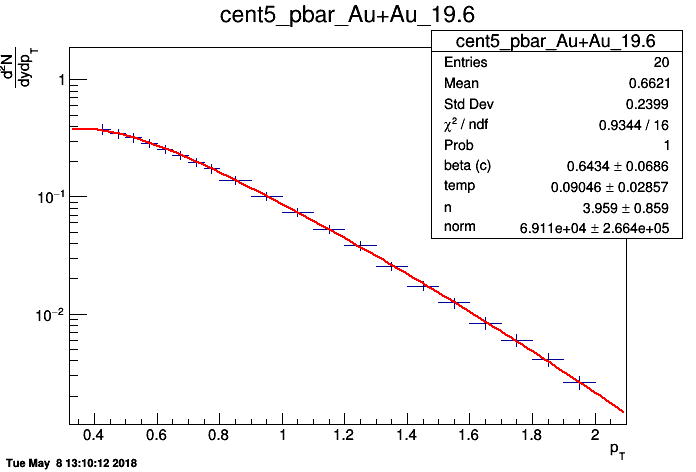 cent5_pbar_Au+Au_19.6
d²N
dydp_T
cent5_pbar_Au+Au_19.6
Entries 20
Mean 0.6621
Std Dev 0.2399
χ² / ndf 0.9344 / 16
Prob 1
beta (c) 0.6434 ± 0.0686
temp 0.09046 ± 0.02857
n 3.959 ± 0.859
norm 6.911e+04 ± 2.664e+05
1
10⁻¹
10⁻²
0.4 0.6 0.8 1 1.2 1.4 1.6 1.8 2
p_T
Tue May 8 13:10:12 2018